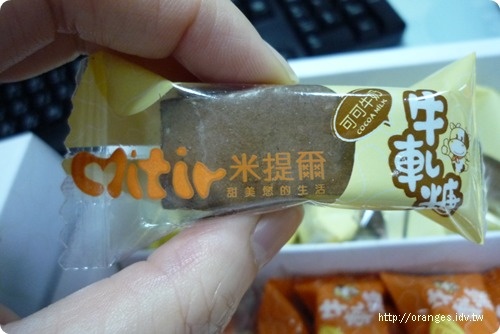 mitir 米提爾
甜美您的生活
可可牛奶
COCOA MILK
牛軋糖
http://oranges.idv.tw